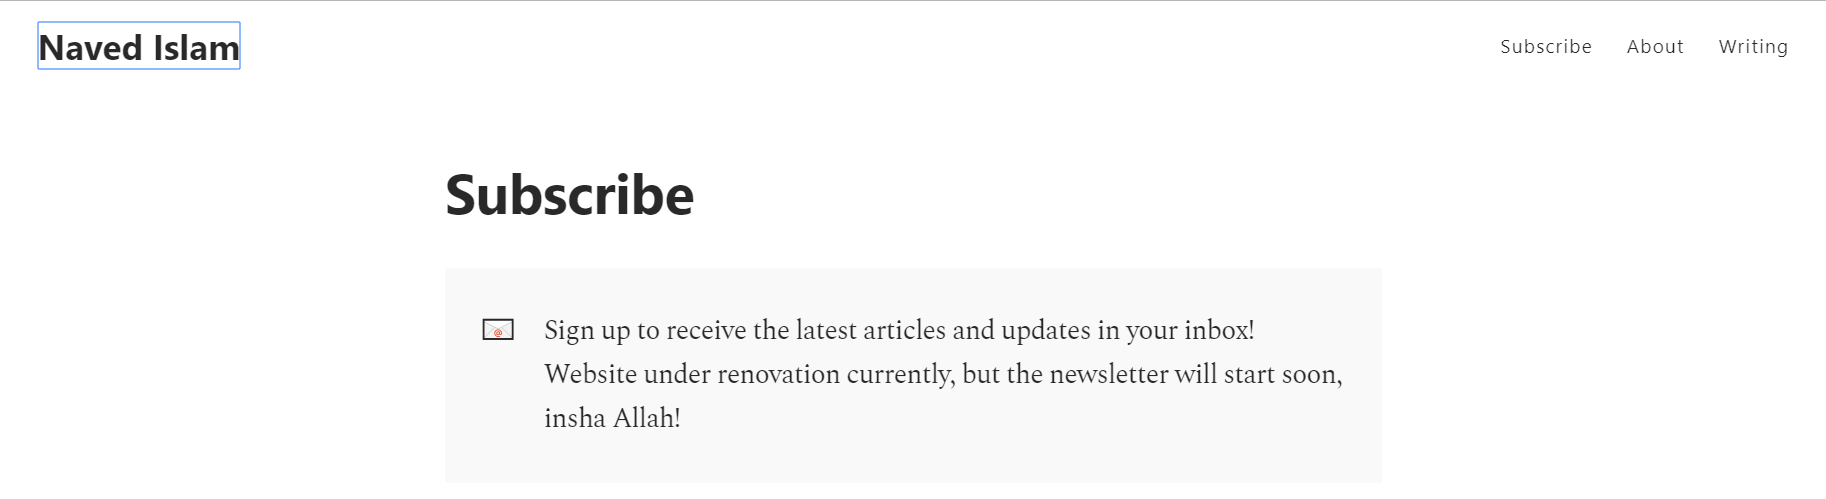 Naved Islam
Subscribe About Writing
Subscribe
Sign up to receive the latest articles and updates in your inbox!
Website under renovation currently, but the newsletter will start soon,
insha Allah!